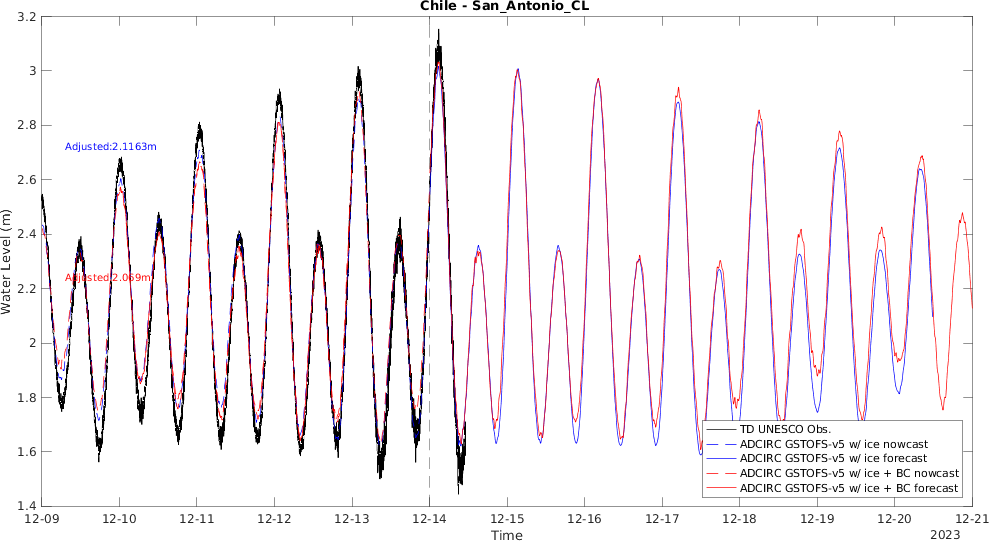 Chile - San_Antonio_CL
3.2
3
2.8
2.6
2.4
2.2
2
1.8
1.6
1.4
Water Level (m)
Adjusted:2.1163m
Adjusted:2.069m
TD UNESCO Obs.
ADCIRC GSTOFS-v5 w/ ice nowcast
ADCIRC GSTOFS-v5 w/ ice forecast
ADCIRC GSTOFS-v5 w/ ice + BC nowcast
ADCIRC GSTOFS-v5 w/ ice + BC forecast
12-09 12-10 12-11 12-12 12-13 12-14 12-15 12-16 12-17 12-18 12-19 12-20 12-21
Time
2023